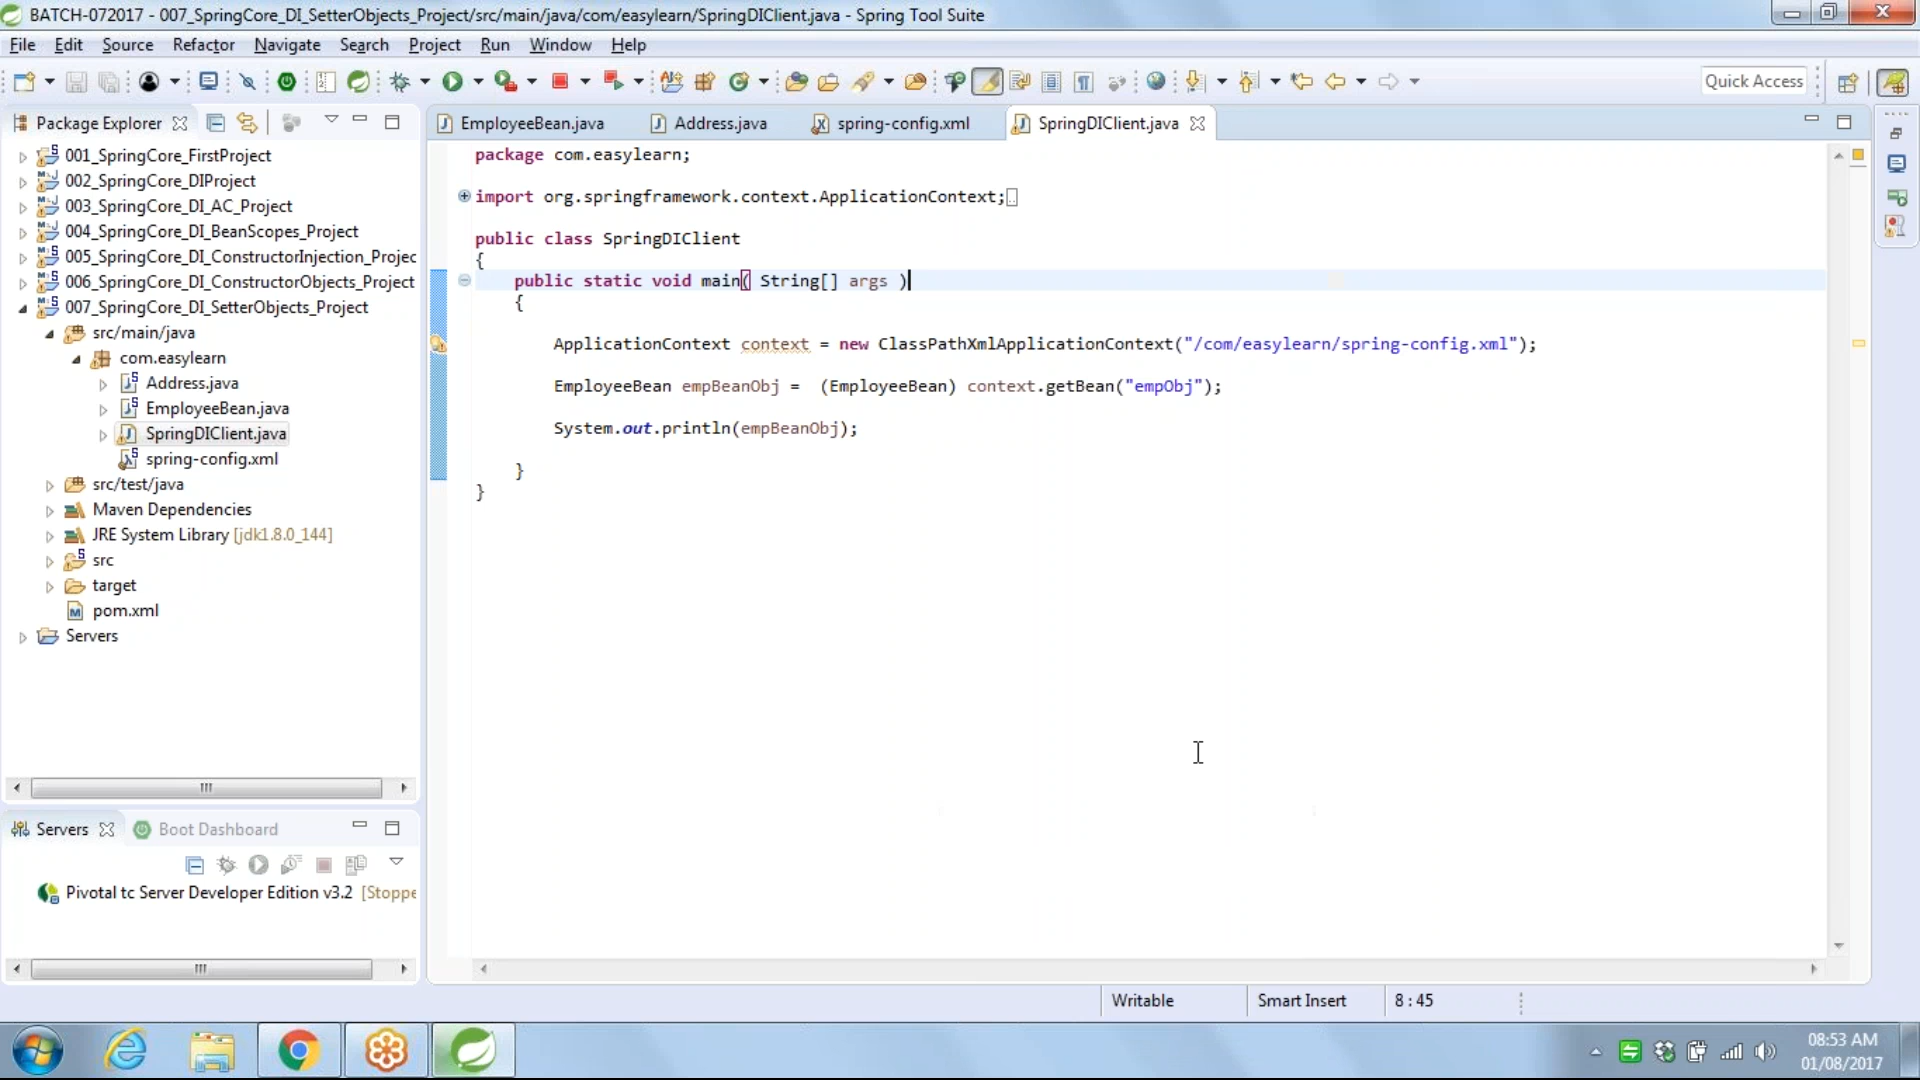 BATCH-072017 - 007_SpringCore_DI_SetterObjects_Project/src/main/java/com/easylearn/SpringDIClient.java - Spring Tool Suite
File Edit Source Refactor Navigate Search Project Run Window Help
Quick Access
Package Explorer
001_SpringCore_FirstProject
002_SpringCore_DIProject
003_SpringCore_DI_AC_Project
004_SpringCore_DI_BeanScopes_Project
005_SpringCore_DI_ConstructorInjection_Projec
006_SpringCore_DI_ConstructorObjects_Project
007_SpringCore_DI_SetterObjects_Project
src/main/java
com.easylearn
Address.java
EmployeeBean.java
SpringDIClient.java
spring-config.xml
src/test/java
Maven Dependencies
JRE System Library [jdk1.8.0_144]
src
target
pom.xml
Servers
Servers Boot Dashboard
Pivotal tc Server Developer Edition v3.2 [Stoppe
EmployeeBean.java Address.java spring-config.xml SpringDIClient.java
package com.easylearn;
import org.springframework.context.ApplicationContext;
public class SpringDIClient
{
public static void main( String[] args )
{
ApplicationContext context = new ClassPathXmlApplicationContext("/com/easylearn/spring-config.xml");
EmployeeBean empBeanObj = (EmployeeBean) context.getBean("empObj");
System.out.println(empBeanObj);
}
}
Writable Smart Insert 8 : 45
08:53 AM
01/08/2017